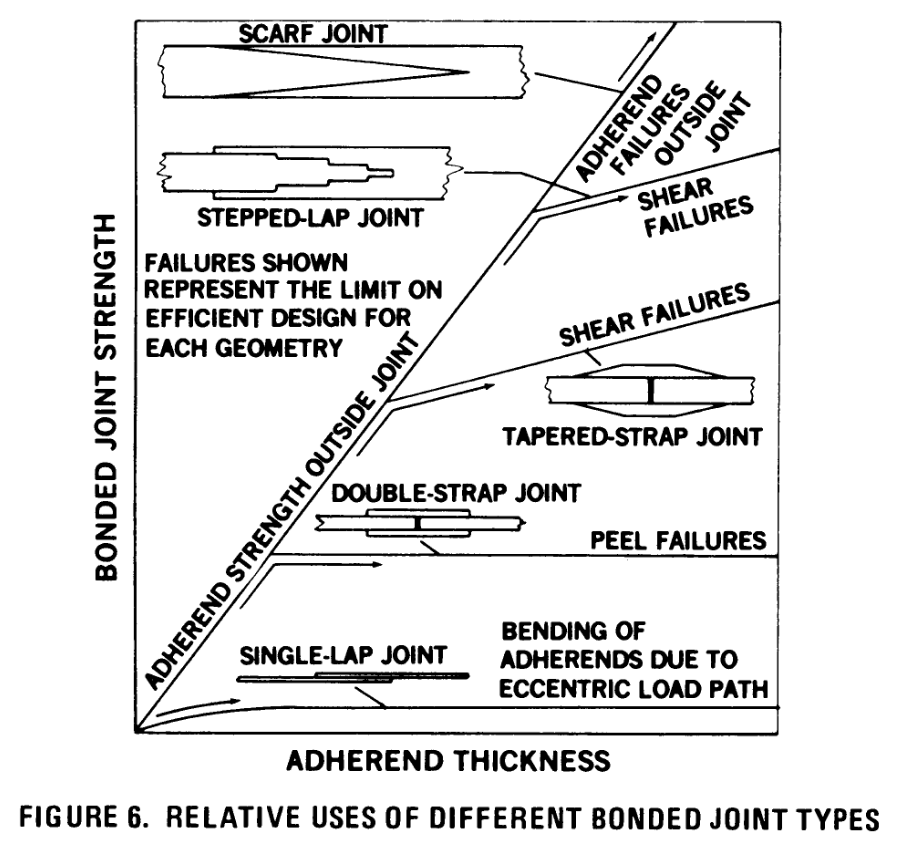 SCARF JOINT
ADHEREND
FAILURES
OUTSIDE
JOINT
STEPPED-LAP JOINT
SHEAR
FAILURES
FAILURES SHOWN
REPRESENT THE LIMIT ON
EFFICIENT DESIGN FOR
EACH GEOMETRY
SHEAR FAILURES
TAPERED-STRAP JOINT
ADHEREND STRENGTH OUTSIDE JOINT
DOUBLE-STRAP JOINT
PEEL FAILURES
SINGLE-LAP JOINT
BENDING OF
ADHERENDS DUE TO
ECCENTRIC LOAD PATH
BONDED JOINT STRENGTH
ADHEREND THICKNESS
FIGURE 6. RELATIVE USES OF DIFFERENT BONDED JOINT TYPES